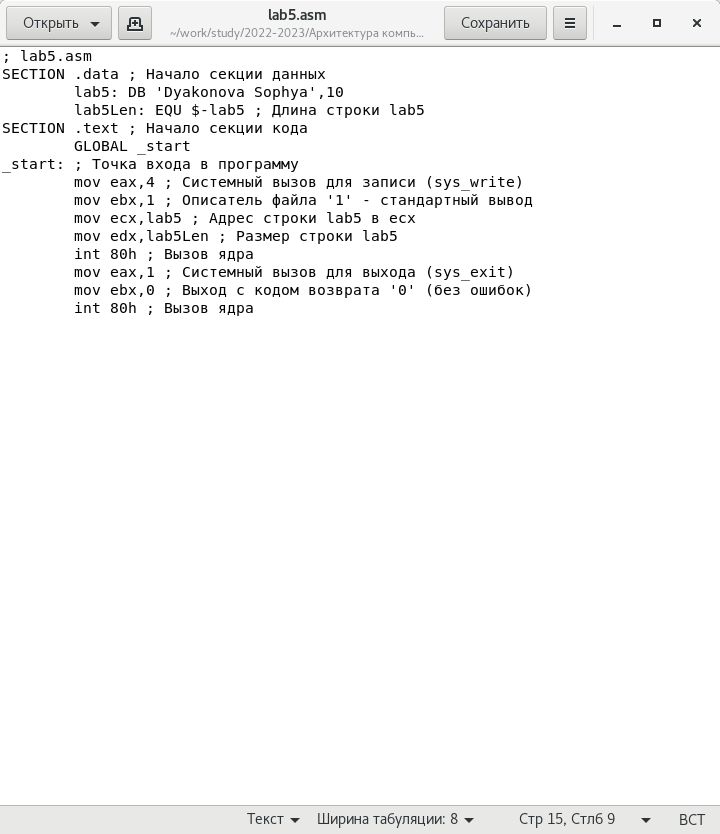 Открыть
lab5.asm
~/work/study/2022-2023/Архитектура компь…
Сохранить
; lab5.asm
SECTION .data ; Начало секции данных
        lab5: DB 'Dyakonova Sophya',10
        lab5Len: EQU $-lab5 ; Длина строки lab5
SECTION .text ; Начало секции кода
        GLOBAL _start
_start: ; Точка входа в программу
        mov eax,4 ; Системный вызов для записи (sys_write)
        mov ebx,1 ; Описатель файла '1' - стандартный вывод
        mov ecx,lab5 ; Адрес строки lab5 в ecx
        mov edx,lab5Len ; Размер строки lab5
        int 80h ; Вызов ядра
        mov eax,1 ; Системный вызов для выхода (sys_exit)
        mov ebx,0 ; Выход с кодом возврата '0' (без ошибок)
        int 80h ; Вызов ядра
Текст Ширина табуляции: 8 Стр 15, Стлб 9 ВСТ